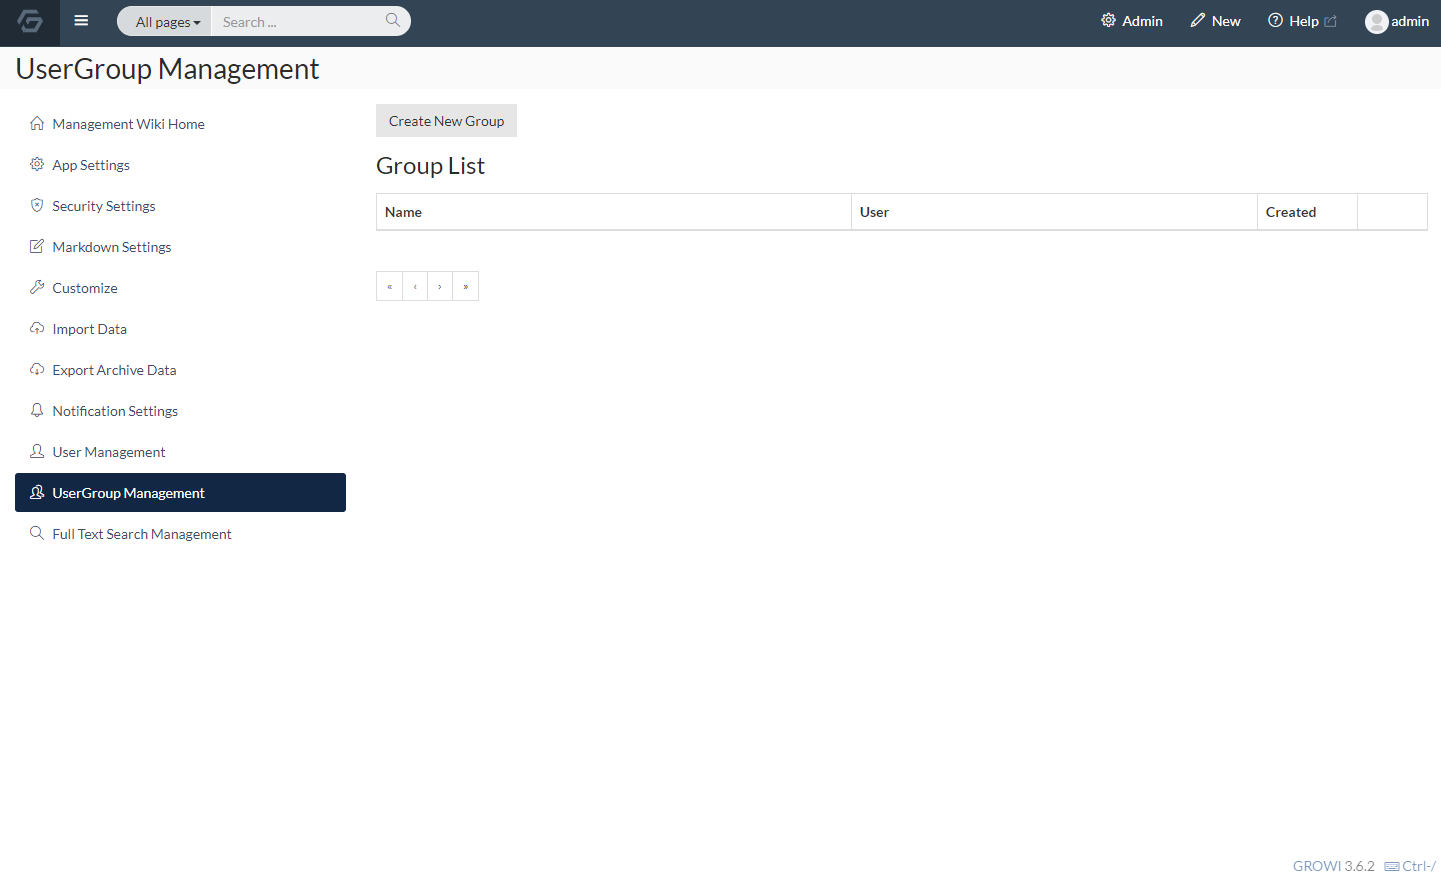 All pages Search ... Admin New Help admin
UserGroup Management
Management Wiki Home
App Settings
Security Settings
Markdown Settings
Customize
Import Data
Export Archive Data
Notification Settings
User Management
UserGroup Management
Full Text Search Management
Create New Group
Group List
Name User Created
« ‹ › »
GROWI 3.6.2 Ctrl-/